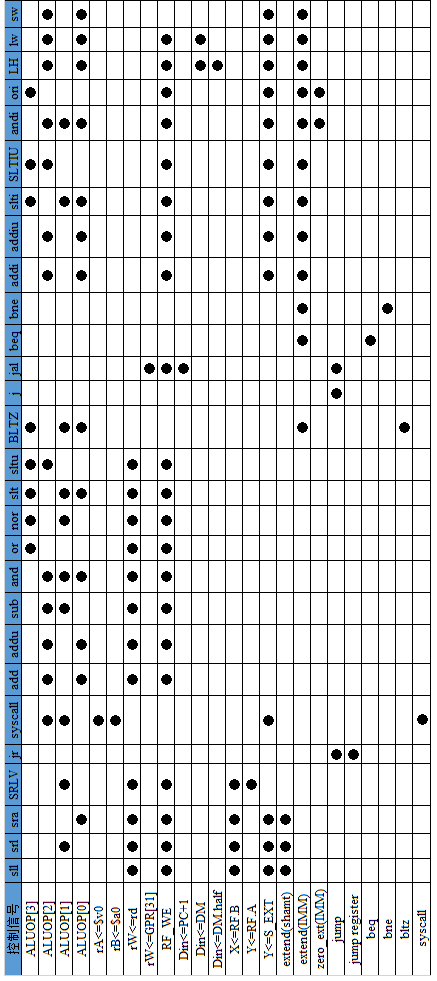 控制信号 sll srl sra SRLV jr syscall add addu sub and or nor slt sltu BLTZ j jal beq bne addi addiu slti SLTIU andi ori LH lw sw
ALUOP[3]
ALUOP[2]
ALUOP[1]
ALUOP[0]
rA<=$v0
rB<=$a0
rW<=rd
rW<=GPR[31]
RF_WE
Din<=PC+1
Din<=DM
Din<=DM half
X<=RF.B
Y<=RF.A
Y<=S_EXT
extend(shamt)
extend(IMM)
zero_ext(IMM)
jump
jump register
beq
bne
bltz
syscall